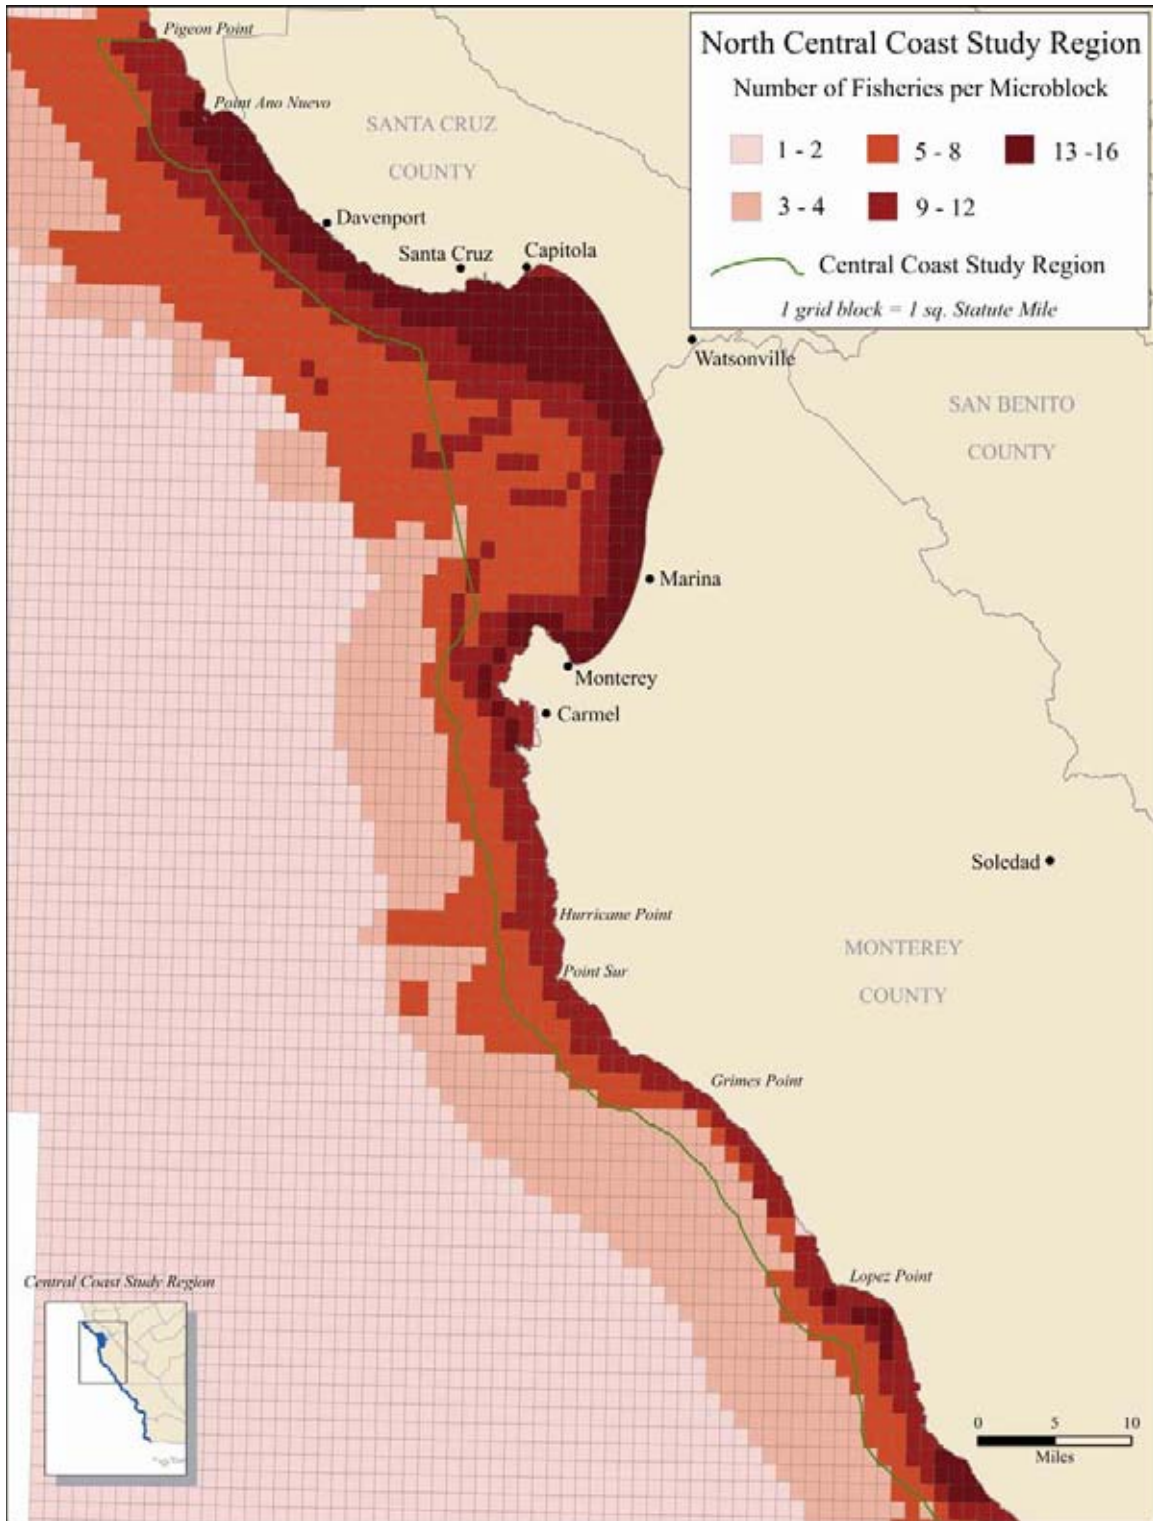 Pigeon Point
Point Ano Nuevo
SANTA CRUZ
COUNTY
Davenport
Santa Cruz
Capitola
North Central Coast Study Region
Number of Fisheries per Microblock
1 - 2
5 - 8
13 -16
3 - 4
9 - 12
Central Coast Study Region
1 grid block = 1 sq. Statute Mile
Watsonville
SAN BENITO
COUNTY
Marina
Monterey
Carmel
Soledad
Hurricane Point
MONTEREY
COUNTY
Point Sur
Grimes Point
Lopez Point
Central Coast Study Region
0 5 10
Miles